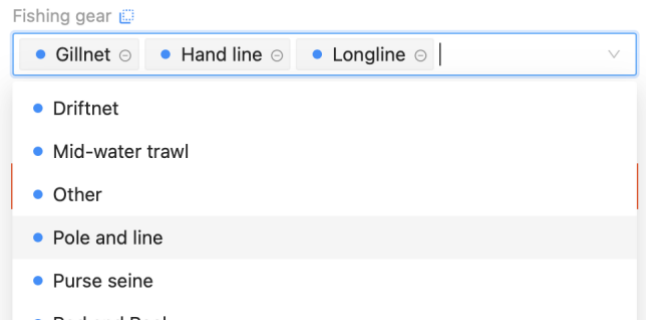 Fishing gear
Gillnet Hand line Longline
Driftnet
Mid-water trawl
Other
Pole and line
Purse seine